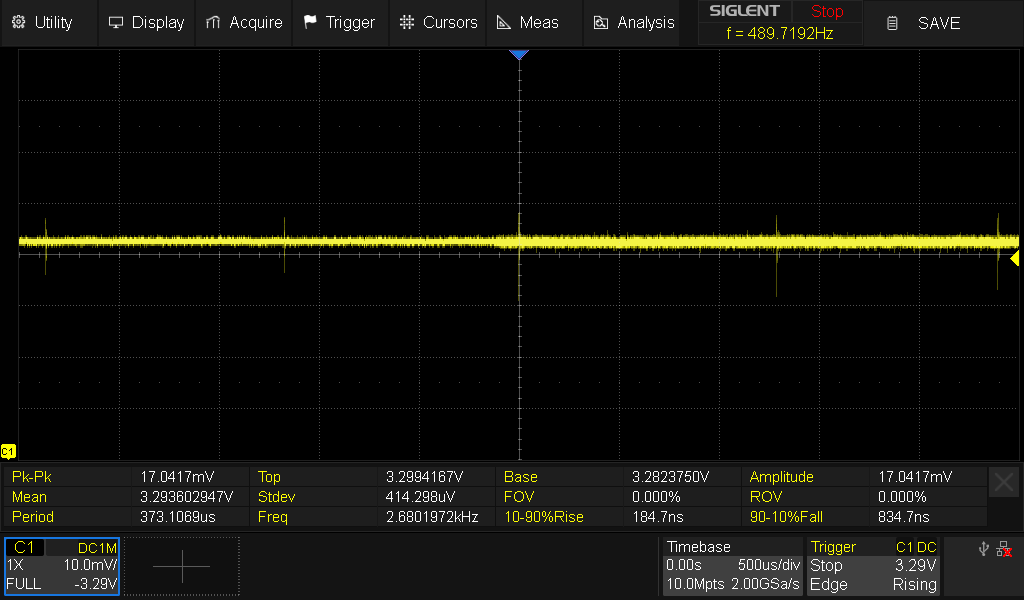 Utility Display Acquire Trigger Cursors Meas Analysis SIGLENT Stop SAVE
f = 489.7192Hz
C1
Pk-Pk 17.0417mV Top 3.2994167V Base 3.2823750V Amplitude 17.0417mV
Mean 3.293602947V Stdev 414.298uV FOV 0.000% ROV 0.000%
Period 373.1069us Freq 2.6801972kHz 10-90%Rise 184.7ns 90-10%Fall 834.7ns
C1 DC1M Timebase Trigger C1 DC
1X 10.0mV/ 0.00s 500us/div Stop 3.29V
FULL -3.29V/ 10.0Mpts 2.00GSa/s Edge Rising